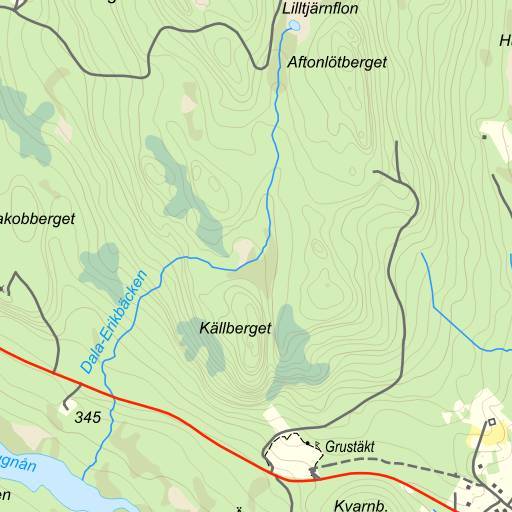 Lilltjärnflon
Aftonlötberget
akobberget
Dala-Erikbäcken
Källberget
345
Grustäkt
Kvarnb.